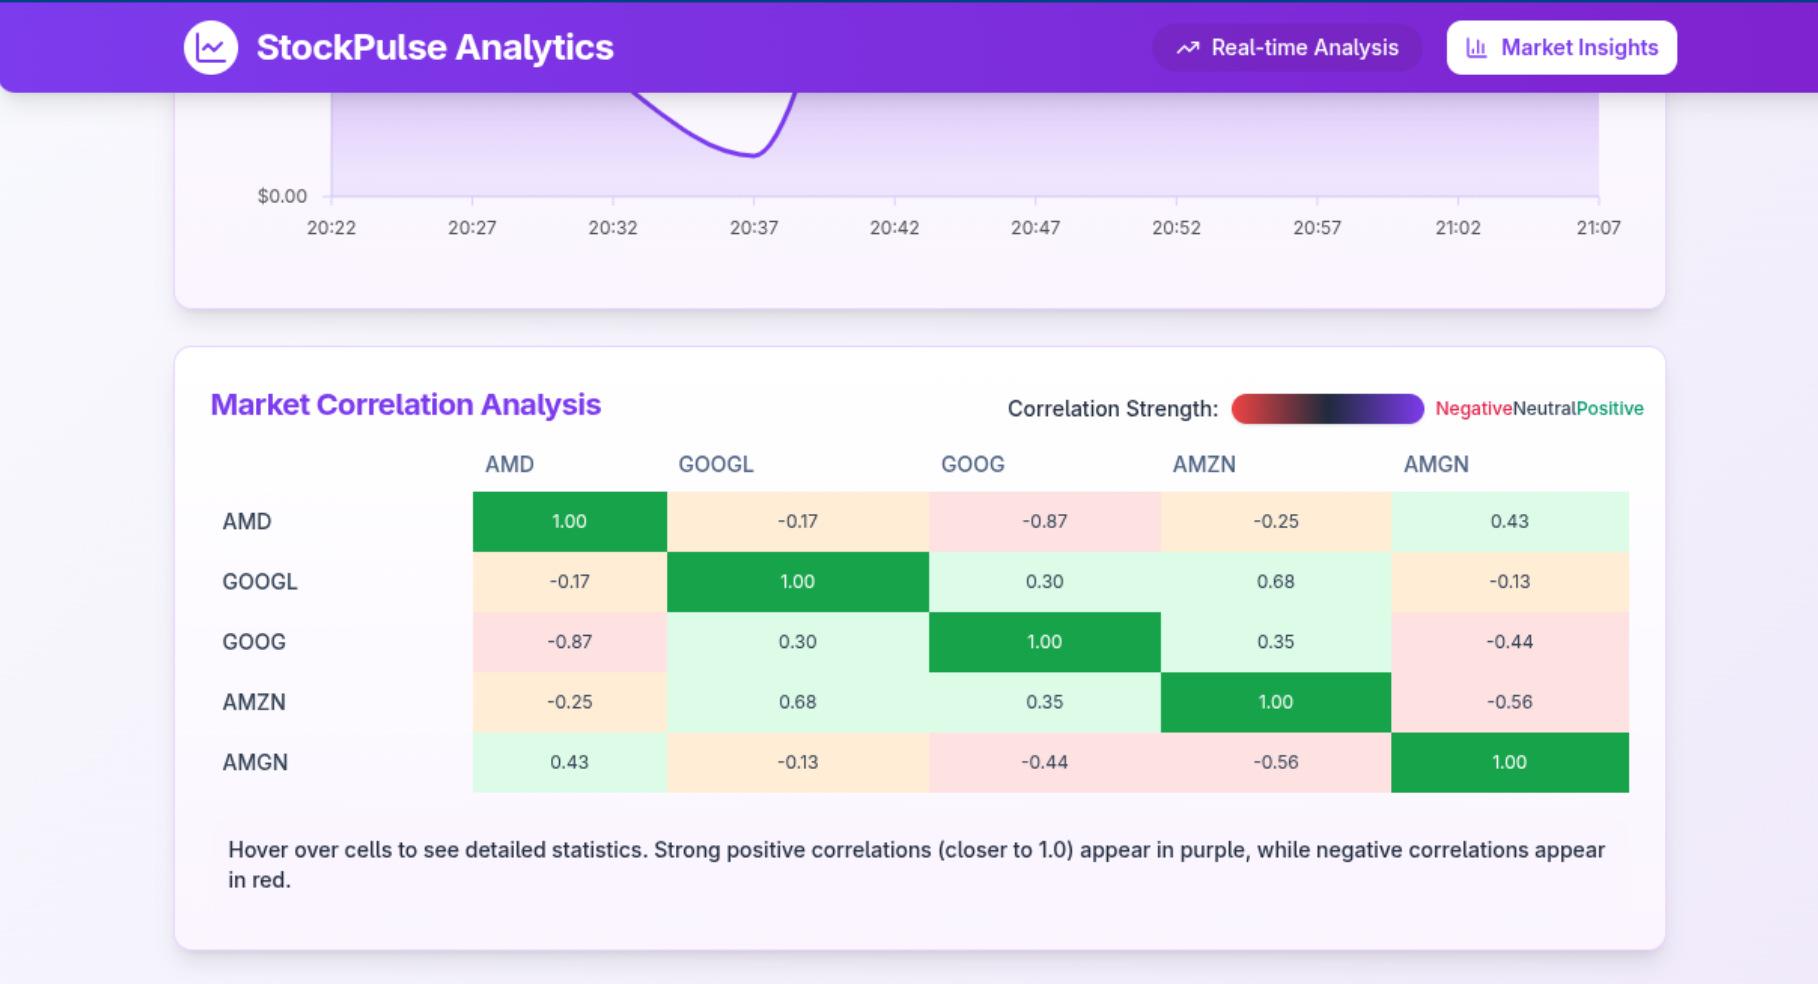 StockPulse Analytics
Real-time Analysis
Market Insights
$0.00
20:22 20:27 20:32 20:37 20:42 20:47 20:52 20:57 21:02 21:07
Market Correlation Analysis
Correlation Strength: NegativeNeutralPositive
AMD GOOGL GOOG AMZN AMGN
AMD 1.00 -0.17 -0.87 -0.25 0.43
GOOGL -0.17 1.00 0.30 0.68 -0.13
GOOG -0.87 0.30 1.00 0.35 -0.44
AMZN -0.25 0.68 0.35 1.00 -0.56
AMGN 0.43 -0.13 -0.44 -0.56 1.00
Hover over cells to see detailed statistics. Strong positive correlations (closer to 1.0) appear in purple, while negative correlations appear
in red.